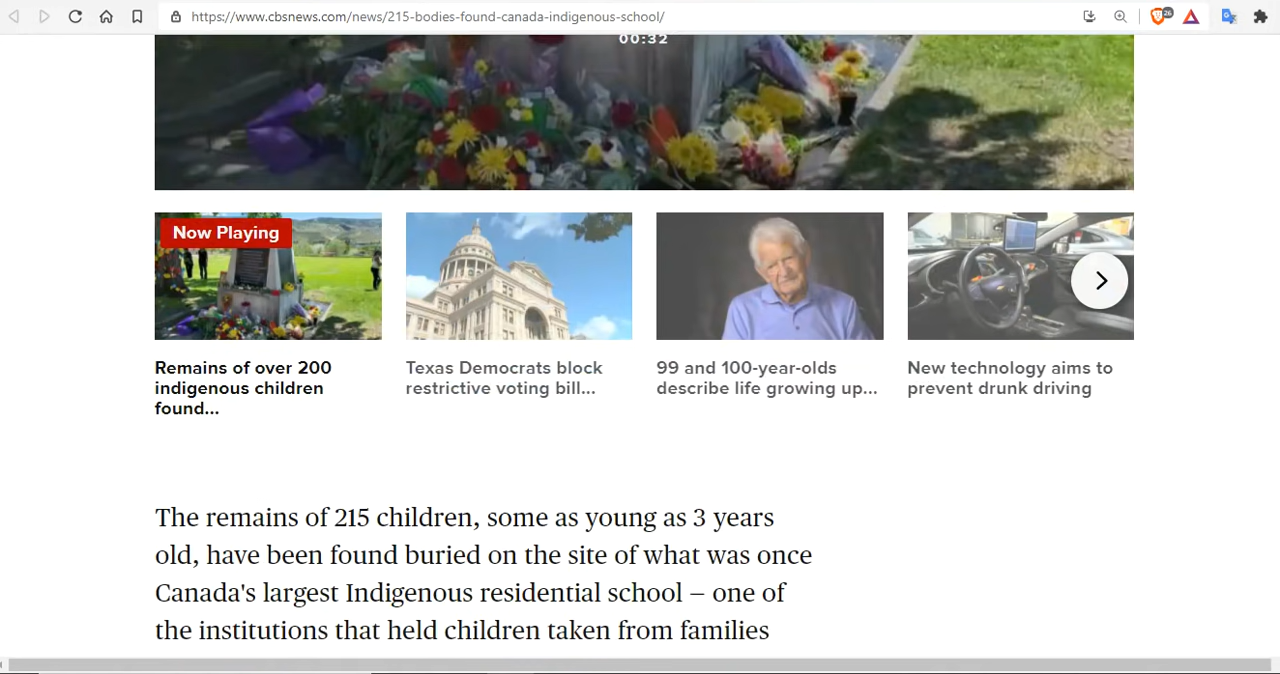 https://www.cbsnews.com/news/215-bodies-found-canada-indigenous-school/
26
00:32
Now Playing
Remains of over 200
indigenous children
found...
Texas Democrats block
restrictive voting bill...
99 and 100-year-olds
describe life growing up...
New technology aims to
prevent drunk driving
The remains of 215 children, some as young as 3 years
old, have been found buried on the site of what was once
Canada's largest Indigenous residential school — one of
the institutions that held children taken from families